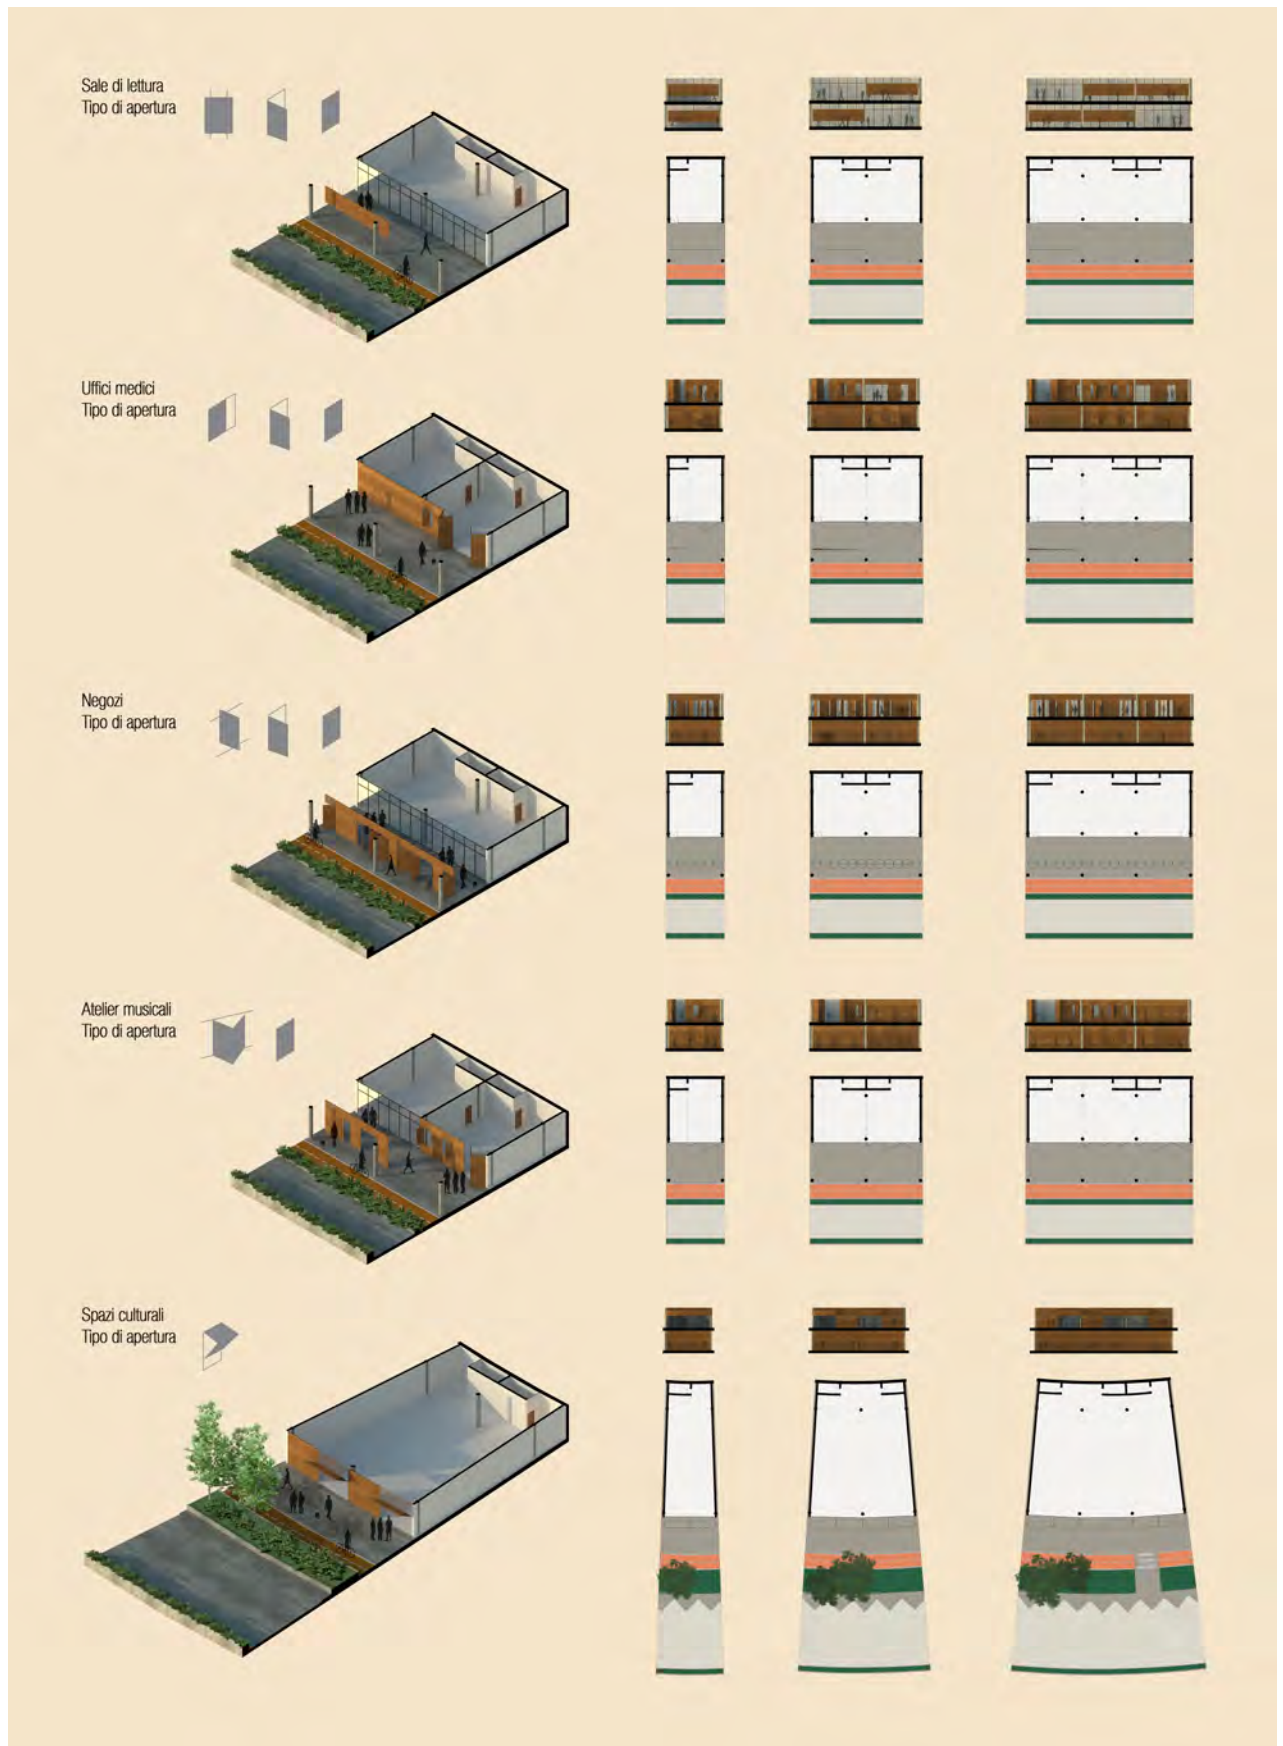 Sale di lettura
Tipo di apertura
Uffici medici
Tipo di apertura
Negozi
Tipo di apertura
Atelier musicali
Tipo di apertura
Spazi culturali
Tipo di apertura